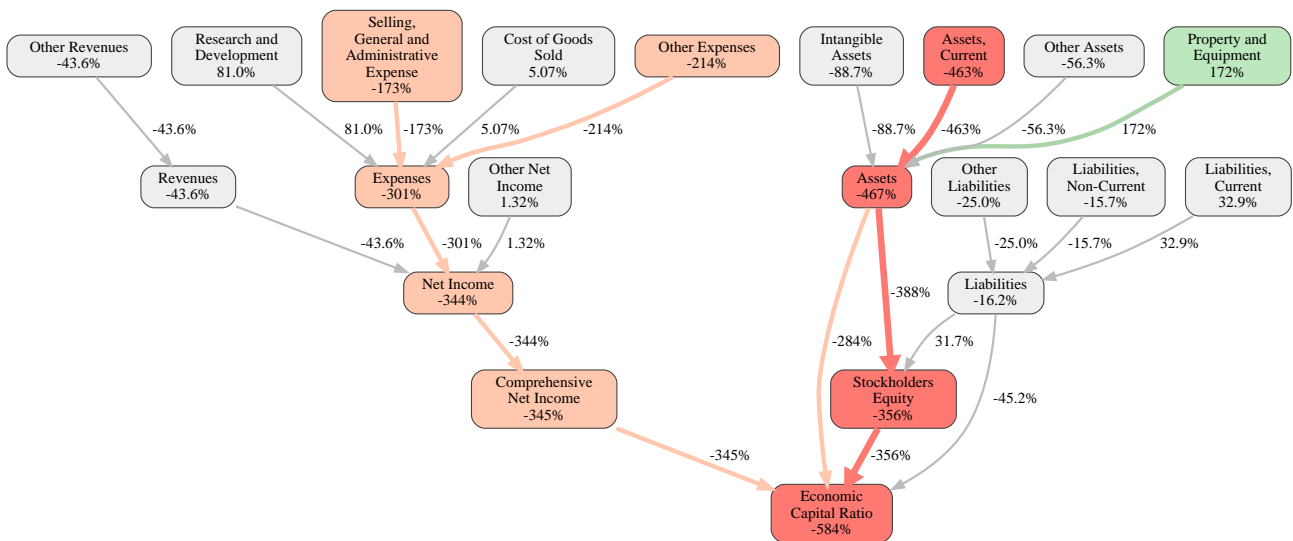 Other Revenues
-43.6%
Research and
Development
81.0%
Selling,
General and
Administrative
Expense
-173%
Cost of Goods
Sold
5.07%
Other Expenses
-214%
Intangible
Assets
-88.7%
Assets,
Current
-463%
Other Assets
-56.3%
Property and
Equipment
172%
-43.6%
81.0%
-173%
5.07%
-214%
-88.7%
-463%
-56.3%
172%
Revenues
-43.6%
Expenses
-301%
Other Net
Income
1.32%
Assets
-467%
Other
Liabilities
-25.0%
Liabilities,
Non-Current
-15.7%
Liabilities,
Current
32.9%
-43.6%
-301%
1.32%
-25.0%
-15.7%
32.9%
Net Income
-344%
-388%
Liabilities
-16.2%
-344%
-284%
31.7%
Comprehensive
Net Income
-345%
Stockholders
Equity
-356%
-45.2%
-345%
-356%
Economic
Capital Ratio
-584%